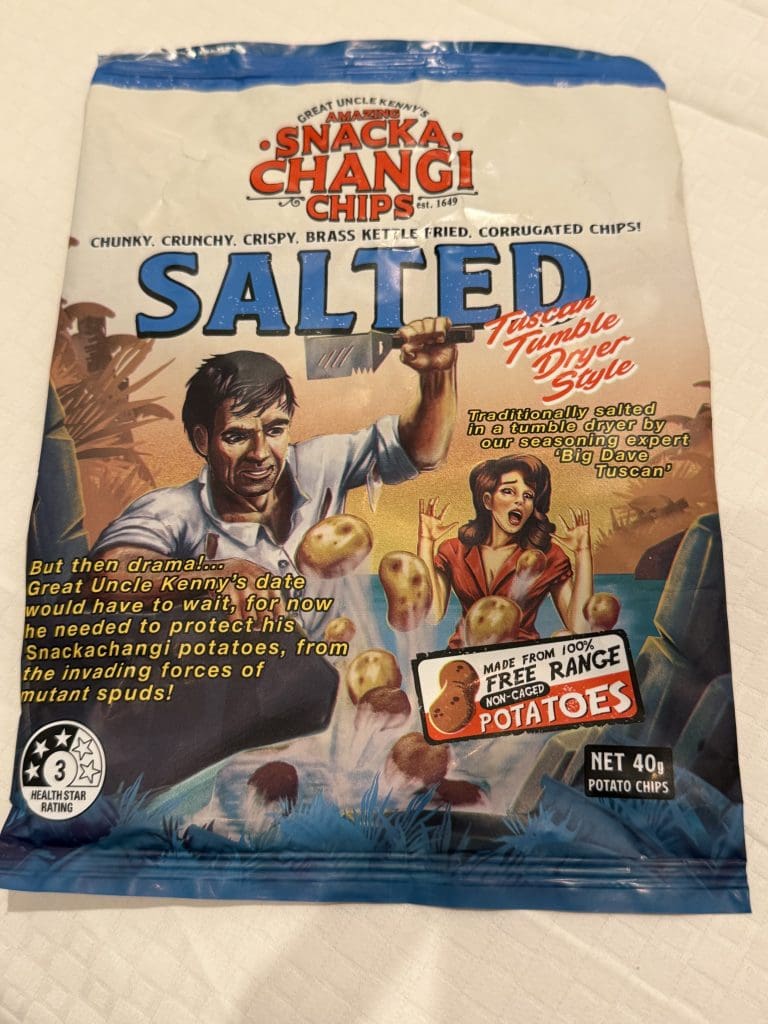 GREAT UNCLE KENNY'S
AMAZING
SNACKA
CHANGI
CHIPS est. 1649
CHUNKY, CRUNCHY, CRISPY, BRASS KETTLE FRIED, CORRUGATED CHIPS!
SALTED
Tuscan
Tumble
Dryer
Style
Traditionally salted
in a tumble dryer by
our seasoning expert
'Big Dave
Tuscan'
But then drama!...
Great Uncle Kenny's date
would have to wait, for now
he needed to protect his
Snackachangi potatoes, from
the invading forces of
mutant spuds!
MADE FROM 100%
FREE RANGE
NON-CAGED
POTATOES
3
HEALTH STAR
RATING
NET 40g
POTATO CHIPS